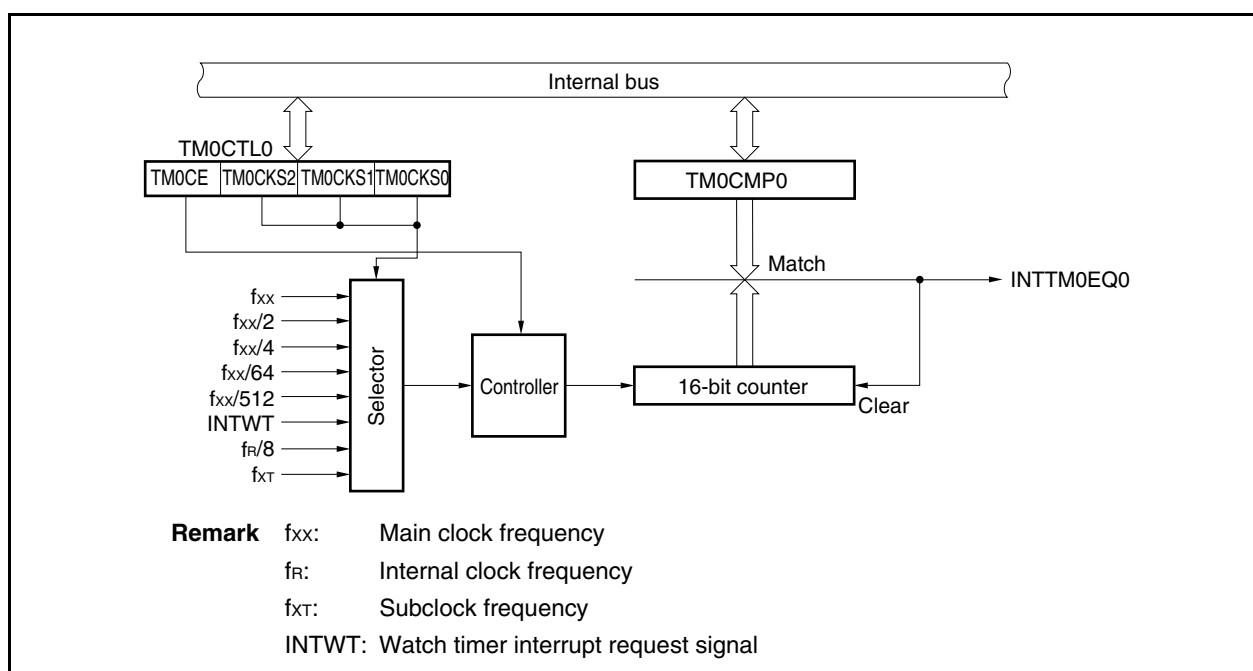 Internal bus
TM0CTL0
TM0CE TM0CKS2 TM0CKS1 TM0CKS0
TM0CMP0
Match
INTTM0EQ0
fXX
fXX/2
fXX/4
fXX/64
fXX/512
INTWT
fR/8
fXT
Selector
Controller
16-bit counter
Clear
Remark fXX: Main clock frequency
fR: Internal clock frequency
fXT: Subclock frequency
INTWT: Watch timer interrupt request signal